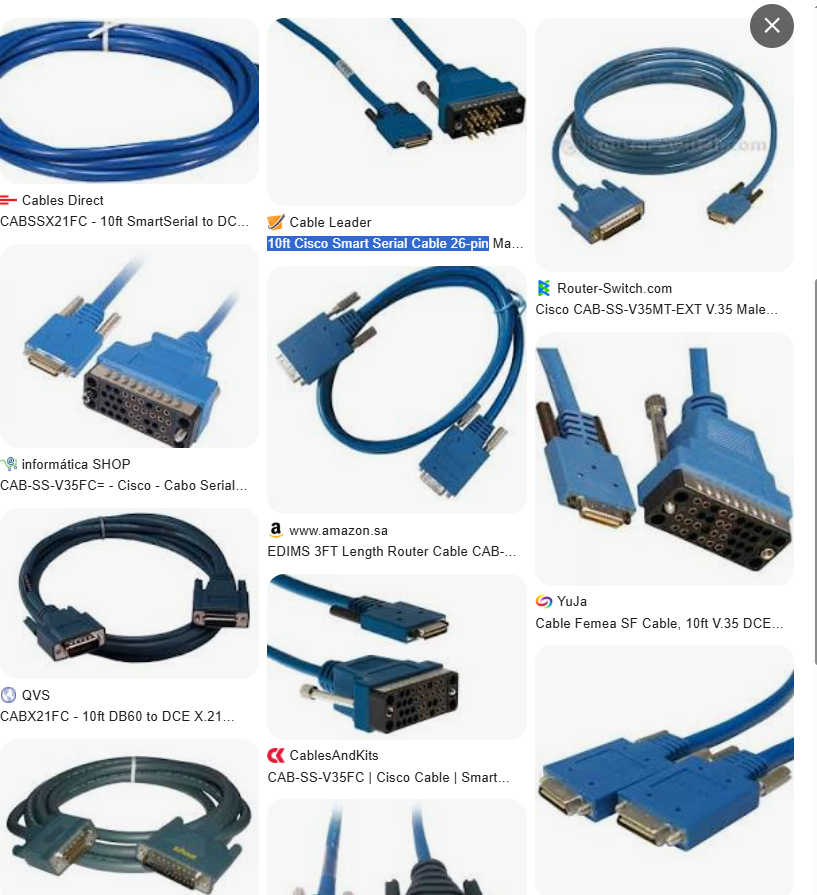 Cables Direct
CABSSX21FC - 10ft SmartSerial to DC...
informática SHOP
CAB-SS-V35FC= - Cisco - Cabo Serial...
QVS
CABX21FC - 10ft DB60 to DCE X.21...
Cable Leader
10ft Cisco Smart Serial Cable 26-pin Ma...
www.amazon.sa
EDIMS 3FT Length Router Cable CAB-...
CablesAndKits
CAB-SS-V35FC | Cisco Cable | Smart...
Router-Switch.com
Router-Switch.com
Cisco CAB-SS-V35MT-EXT V.35 Male...
YuJa
Cable Femea SF Cable, 10ft V.35 DCE...